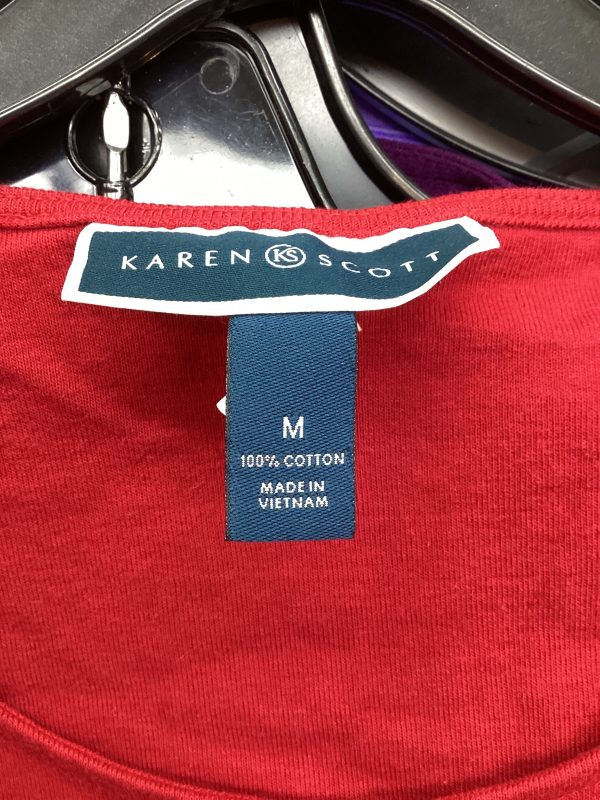 KAREN KS SCOTT
M
100% COTTON
MADE IN
VIETNAM